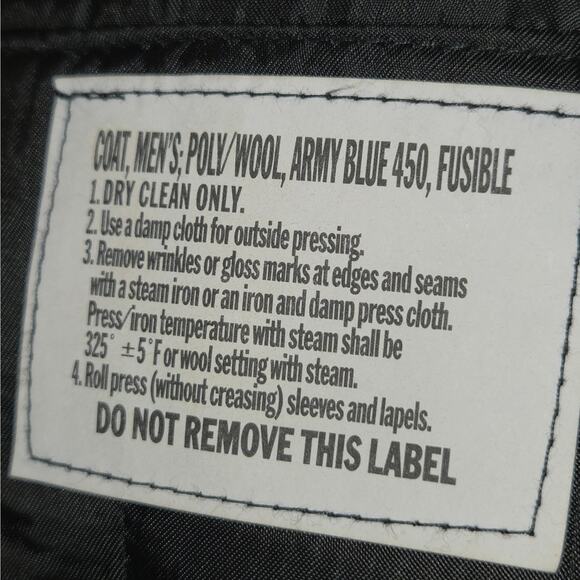 COAT, MEN'S; POLY/WOOL, ARMY BLUE 450, FUSIBLE
1. DRY CLEAN ONLY.
2. Use a damp cloth for outside pressing.
3. Remove wrinkles or gloss marks at edges and seams
with a steam iron or an iron and damp press cloth.
Press/iron temperature with steam shall be
325° ±5°F or wool setting with steam.
4. Roll press (without creasing) sleeves and lapels.
DO NOT REMOVE THIS LABEL